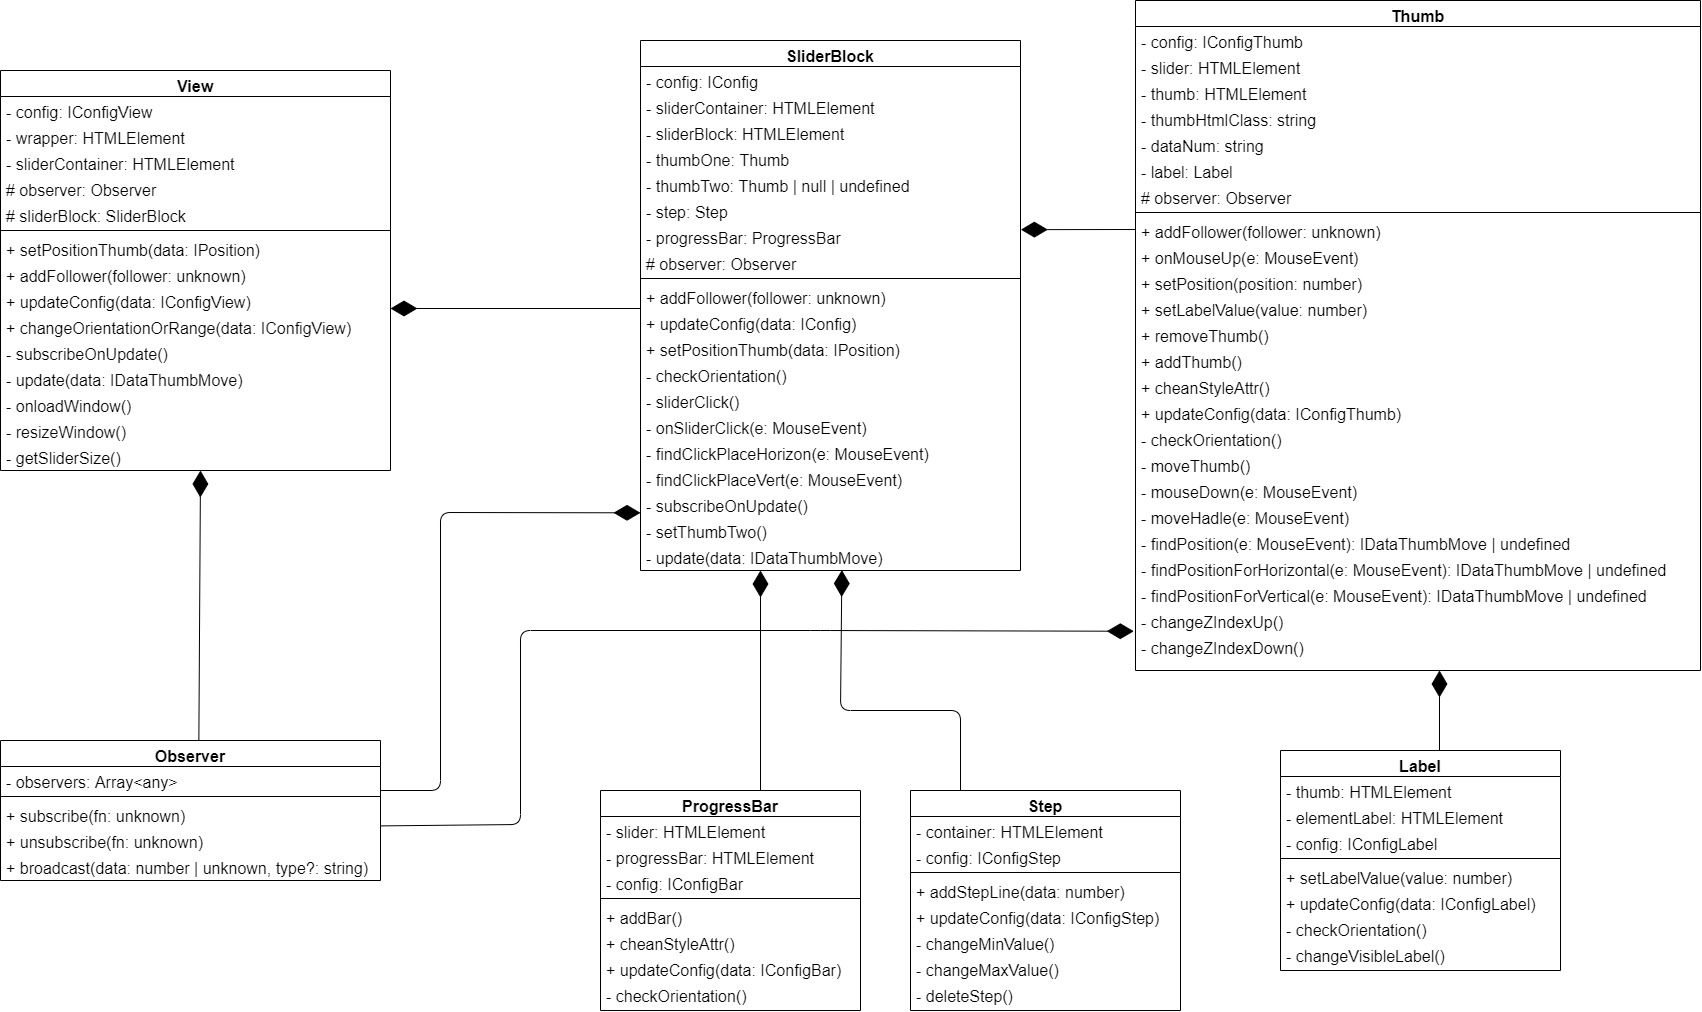 View
- config: IConfigView
- wrapper: HTMLElement
- sliderContainer: HTMLElement
# observer: Observer
# sliderBlock: SliderBlock
+ setPositionThumb(data: IPosition)
+ addFollower(follower: unknown)
+ updateConfig(data: IConfigView)
+ changeOrientationOrRange(data: IConfigView)
- subscribeOnUpdate()
- update(data: IDataThumbMove)
- onloadWindow()
- resizeWindow()
- getSliderSize()
SliderBlock
- config: IConfig
- sliderContainer: HTMLElement
- sliderBlock: HTMLElement
- thumbOne: Thumb
- thumbTwo: Thumb | null | undefined
- step: Step
- progressBar: ProgressBar
# observer: Observer
+ addFollower(follower: unknown)
+ updateConfig(data: IConfig)
+ setPositionThumb(data: IPosition)
- checkOrientation()
- sliderClick()
- onSliderClick(e: MouseEvent)
- findClickPlaceHorizon(e: MouseEvent)
- findClickPlaceVert(e: MouseEvent)
- subscribeOnUpdate()
- setThumbTwo()
- update(data: IDataThumbMove)
Thumb
- config: IConfigThumb
- slider: HTMLElement
- thumb: HTMLElement
- thumbHtmlClass: string
- dataNum: string
- label: Label
# observer: Observer
+ addFollower(follower: unknown)
+ onMouseUp(e: MouseEvent)
+ setPosition(position: number)
+ setLabelValue(value: number)
+ removeThumb()
+ addThumb()
+ cheanStyleAttr()
+ updateConfig(data: IConfigThumb)
- checkOrientation()
- moveThumb()
- mouseDown(e: MouseEvent)
- moveHadle(e: MouseEvent)
- findPosition(e: MouseEvent): IDataThumbMove | undefined
- findPositionForHorizontal(e: MouseEvent): IDataThumbMove | undefined
- findPositionForVertical(e: MouseEvent): IDataThumbMove | undefined
- changeZIndexUp()
- changeZIndexDown()
Observer
- observers: Array<any>
+ subscribe(fn: unknown)
+ unsubscribe(fn: unknown)
+ broadcast(data: number | unknown, type?: string)
ProgressBar
- slider: HTMLElement
- progressBar: HTMLElement
- config: IConfigBar
+ addBar()
+ cheanStyleAttr()
+ updateConfig(data: IConfigBar)
- checkOrientation()
Step
- container: HTMLElement
- config: IConfigStep
+ addStepLine(data: number)
+ updateConfig(data: IConfigStep)
- changeMinValue()
- changeMaxValue()
- deleteStep()
Label
- thumb: HTMLElement
- elementLabel: HTMLElement
- config: IConfigLabel
+ setLabelValue(value: number)
+ updateConfig(data: IConfigLabel)
- checkOrientation()
- changeVisibleLabel()